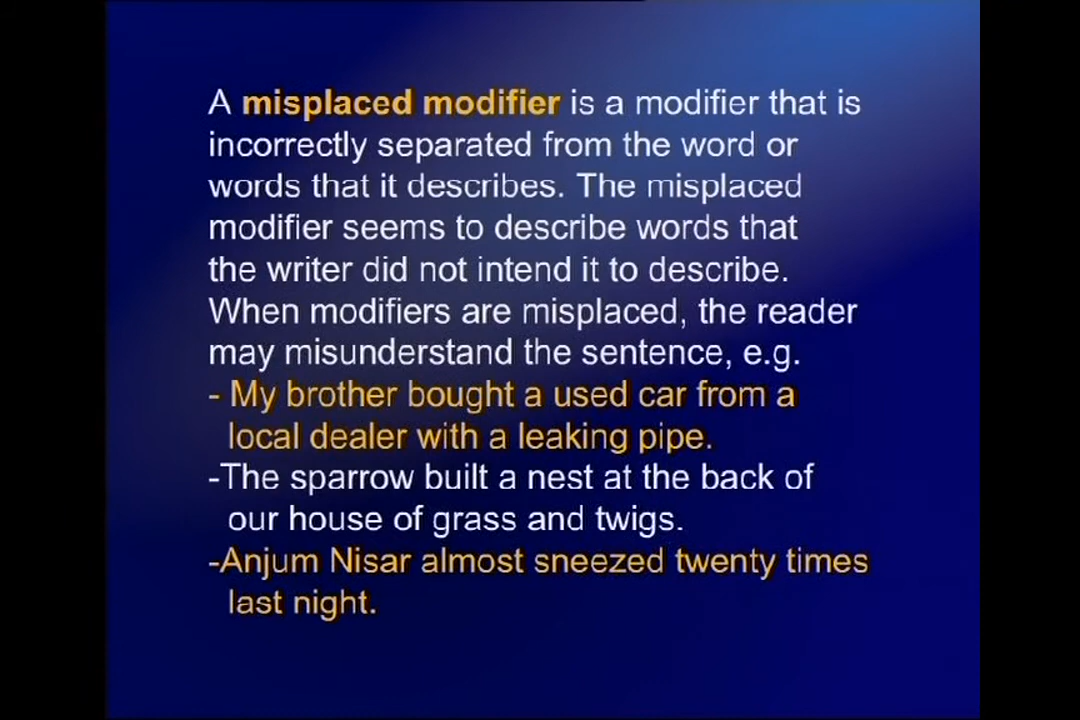 A misplaced modifier is a modifier that is
incorrectly separated from the word or
words that it describes. The misplaced
modifier seems to describe words that
the writer did not intend it to describe.
When modifiers are misplaced, the reader
may misunderstand the sentence, e.g.
- My brother bought a used car from a
local dealer with a leaking pipe.
-The sparrow built a nest at the back of
our house of grass and twigs.
-Anjum Nisar almost sneezed twenty times
last night.